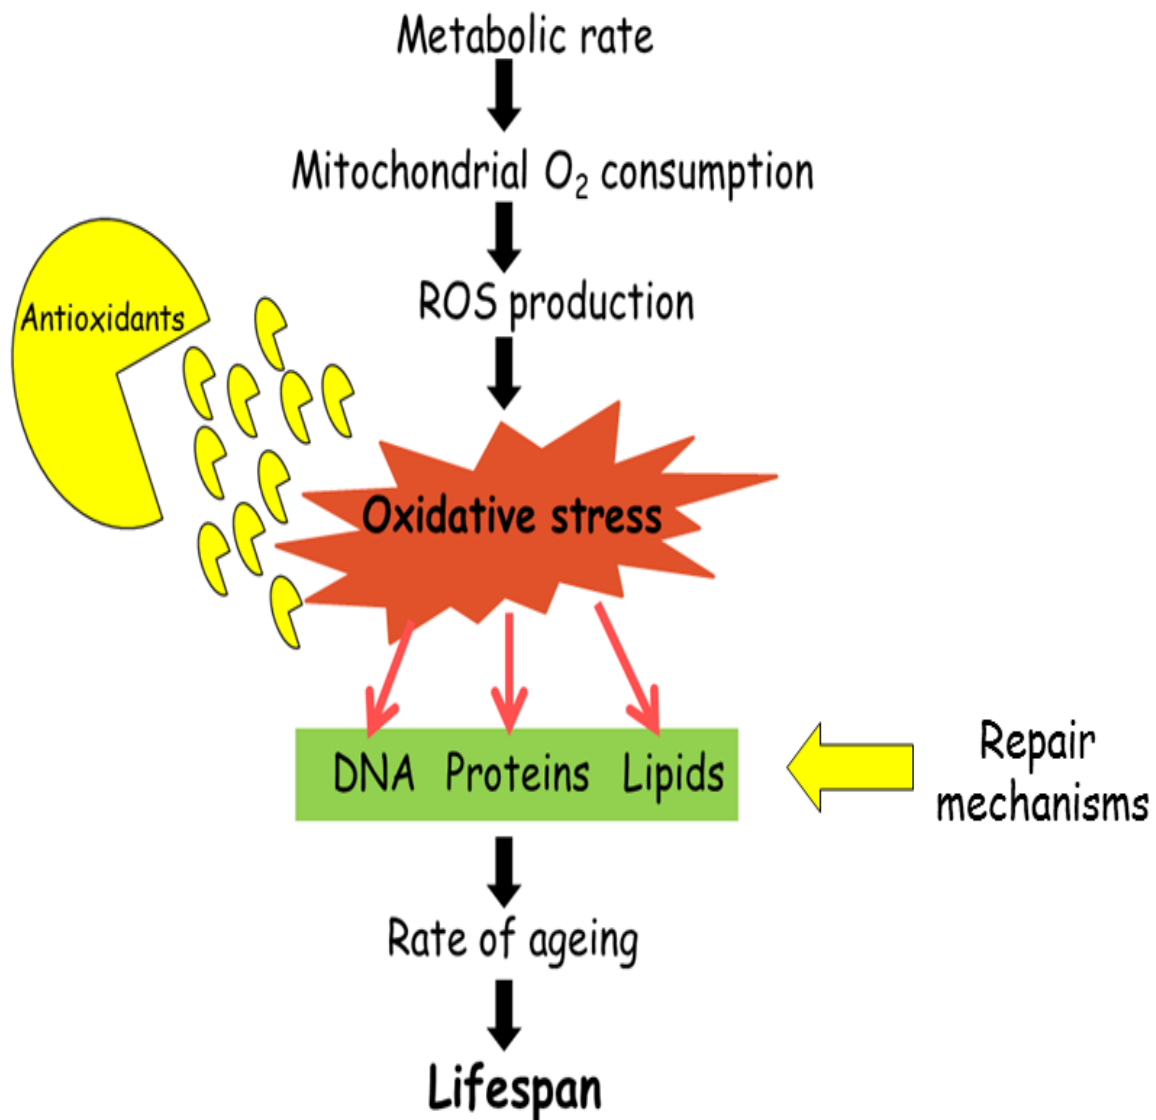 Metabolic rate
Mitochondrial O₂ consumption
ROS production
Antioxidants
Oxidative stress
DNA Proteins Lipids
Repair
mechanisms
Rate of ageing
Lifespan